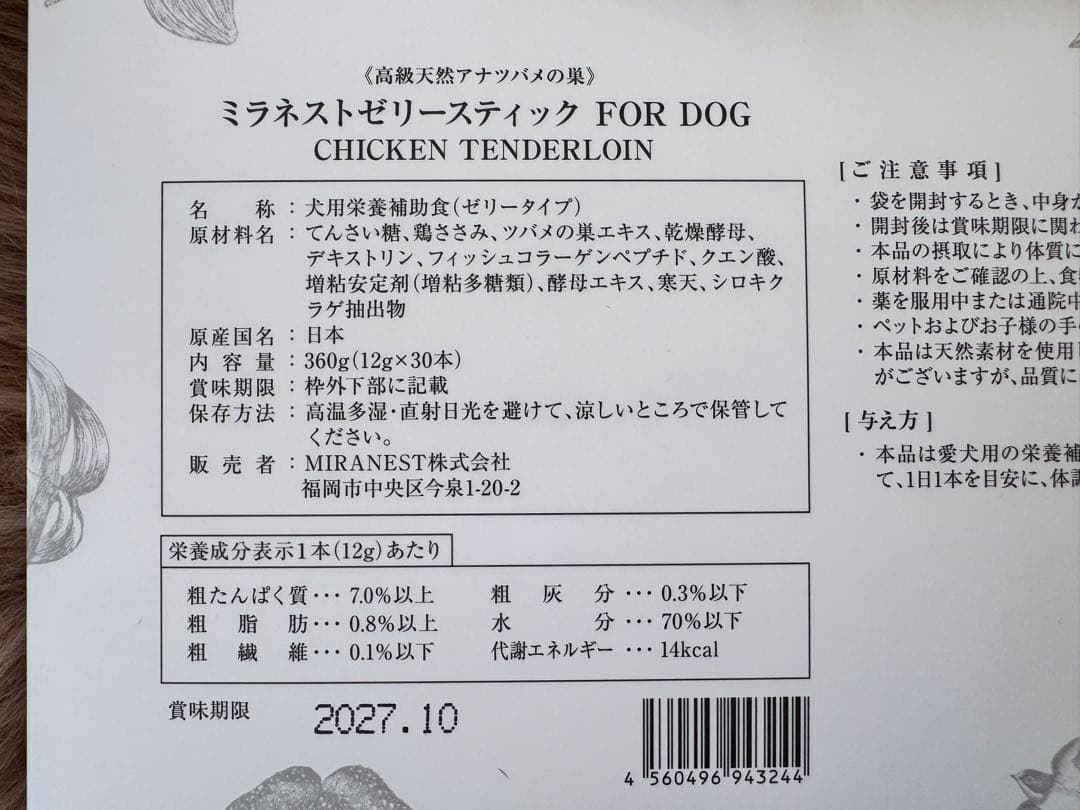 《高級天然アナツバメの巣》
ミラネストゼリースティック FOR DOG
CHICKEN TENDERLOIN
名称：犬用栄養補助食（ゼリータイプ）
原材料名：てんさい糖、鶏ささみ、ツバメの巣エキス、乾燥酵母、
デキストリン、フィッシュコラーゲンペプチド、クエン酸、
増粘安定剤（増粘多糖類）、酵母エキス、寒天、シロキク
ラゲ抽出物
原産国名：日本
内容量：360g（12g×30本）
賞味期限：枠外下部に記載
保存方法：高温多湿・直射日光を避けて、涼しいところで保管して
ください。
販売者：MIRANEST株式会社
福岡市中央区今泉1-20-2
栄養成分表示1本（12g）あたり
粗たんぱく質・・・7.0%以上
粗脂肪・・・0.8%以上
粗繊維・・・0.1%以下
粗灰分・・・0.3%以下
水分・・・70%以下
代謝エネルギー・・・14kcal
賞味期限 2027.10
4 560496 943244
[ご注意事項]
・袋を開封するとき、中身が
・開封後は賞味期限に関わ
・本品の摂取により体質に
・原材料をご確認の上、食
・薬を服用中または通院中
・ペットおよびお子様の手の
・本品は天然素材を使用し
がございますが、品質に
[与え方]
・本品は愛犬用の栄養補
て、1日1本を目安に、体調